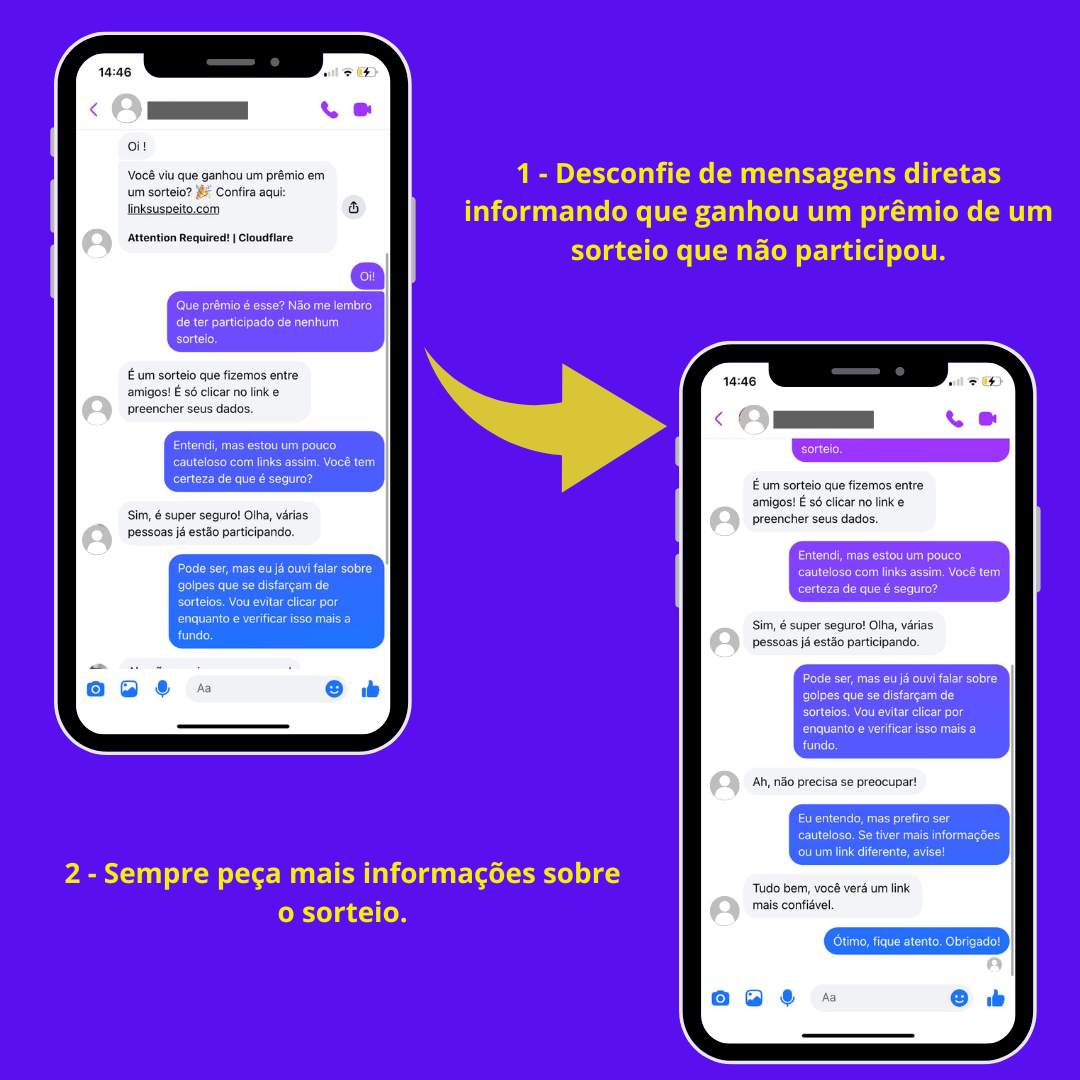 14:46
Oi !
Você viu que ganhou um prêmio em
um sorteio? 🎉 Confira aqui:
linksuspeito.com
Attention Required! | Cloudflare
Oi!
Que prêmio é esse? Não me lembro
de ter participado de nenhum
sorteio.
É um sorteio que fizemos entre
amigos! É só clicar no link e
preencher seus dados.
Entendi, mas estou um pouco
cauteloso com links assim. Você tem
certeza de que é seguro?
Sim, é super seguro! Olha, várias
pessoas já estão participando.
Pode ser, mas eu já ouvi falar sobre
golpes que se disfarçam de
sorteios. Vou evitar clicar por
enquanto e verificar isso mais a
fundo.
Aa
1 - Desconfie de mensagens diretas
informando que ganhou um prêmio de um
sorteio que não participou.
14:46
sorteio.
É um sorteio que fizemos entre
amigos! É só clicar no link e
preencher seus dados.
Entendi, mas estou um pouco
cauteloso com links assim. Você tem
certeza de que é seguro?
Sim, é super seguro! Olha, várias
pessoas já estão participando.
Pode ser, mas eu já ouvi falar sobre
golpes que se disfarçam de
sorteios. Vou evitar clicar por
enquanto e verificar isso mais a
fundo.
Ah, não precisa se preocupar!
Eu entendo, mas prefiro ser
cauteloso. Se tiver mais informações
ou um link diferente, avise!
Tudo bem, você verá um link
mais confiável.
Ótimo, fique atento. Obrigado!
Aa
2 - Sempre peça mais informações sobre
o sorteio.